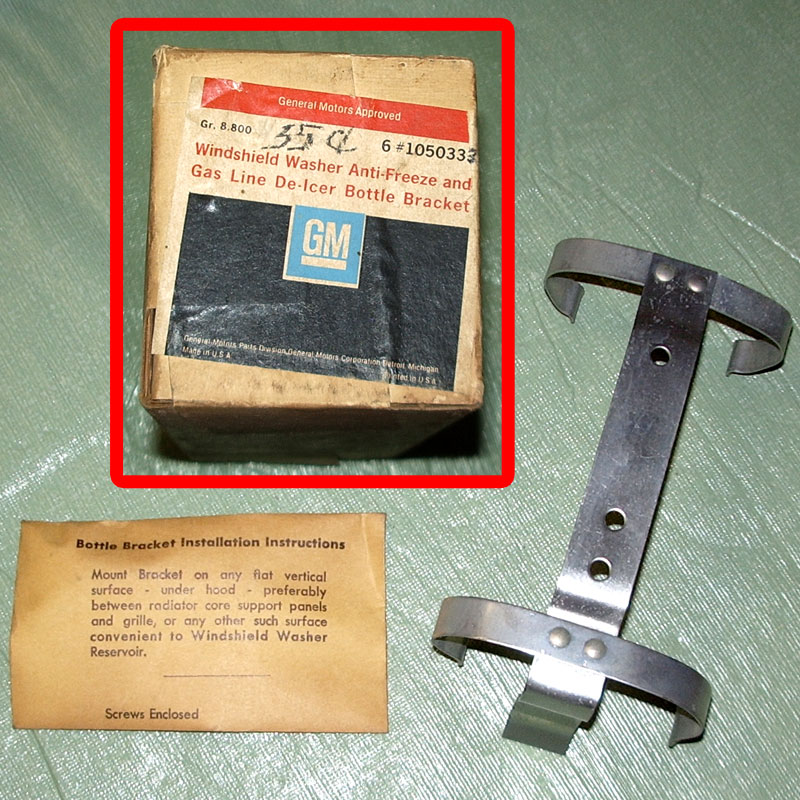 General Motors Approved
Gr. 8.800 35¢ 6 #1050333
Windshield Washer Anti-Freeze and
Gas Line De-Icer Bottle Bracket
GM
General Motors Parts Division, General Motors Corporation Detroit, Michigan
Made in U.S.A. Printed in U.S.A.
Bottle Bracket Installation Instructions
Mount Bracket on any flat vertical
surface - under hood - preferably
between radiator core support panels
and grille, or any other such surface
convenient to Windshield Washer
Reservoir.
Screws Enclosed